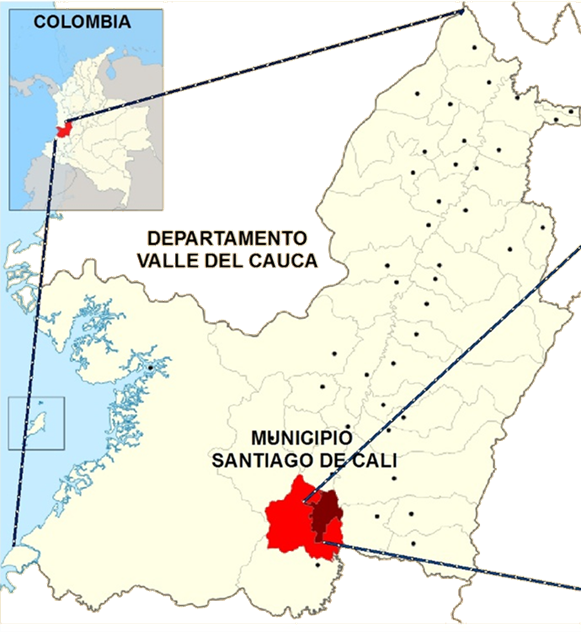 COLOMBIA
DEPARTAMENTO
VALLE DEL CAUCA
MUNICIPIO
SANTIAGO DE CALI